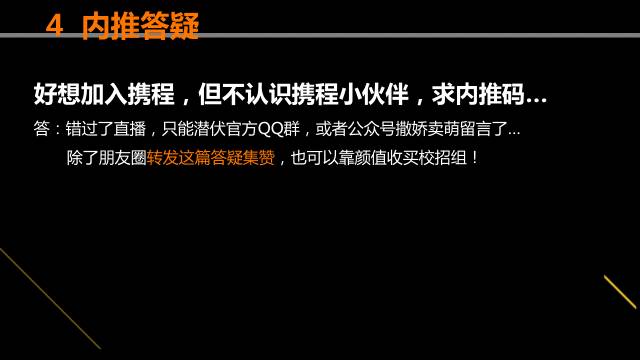 4 内推答疑
好想加入携程，但不认识携程小伙伴，求内推码...
答：错过了直播，只能潜伏官方QQ群，或者公众号撒娇卖萌留言了...
除了朋友圈转发这篇答疑集赞，也可以靠颜值收买校招组！